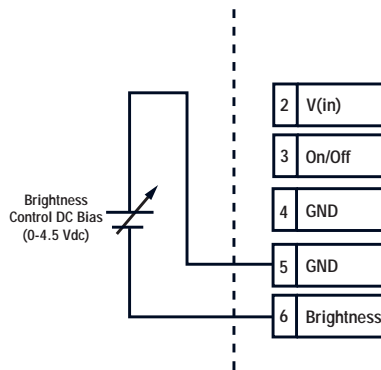 2 V(in)
3 On/Off
4 GND
Brightness
Control DC Bias
(0-4.5 Vdc)
5 GND
6 Brightness